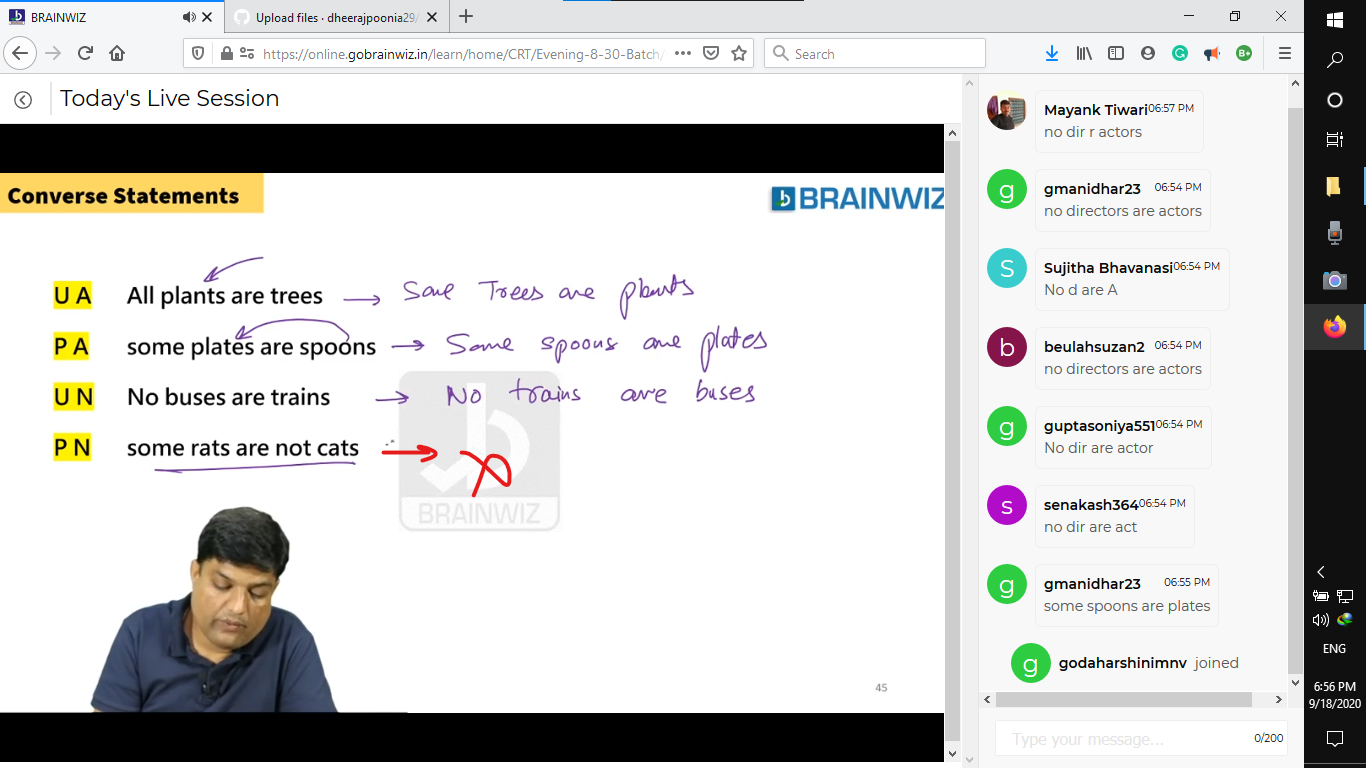 BRAINWIZ
Upload files · dheerajpoonia29/
https://online.gobrainwiz.in/learn/home/CRT/Evening-8-30-Batch/
Search
Today's Live Session
Converse Statements
BRAINWIZ
U A All plants are trees → Some Trees are plants
P A some plates are spoons → Some spoons are plates
U N No buses are trains → No trains are buses
P N some rats are not cats →
BRAINWIZ
45
Mayank Tiwari 06:57 PM
no dir r actors
gmanidhar23 06:54 PM
g
no directors are actors
Sujitha Bhavanasi 06:54 PM
S
No d are A
beulahsuzan2 06:54 PM
b
no directors are actors
guptasoniya551 06:54 PM
g
No dir are actor
senakash364 06:54 PM
s
no dir are act
gmanidhar23 06:55 PM
g
some spoons are plates
g godaharshinimnv joined
Type your message... 0/200
ENG
6:56 PM
9/18/2020